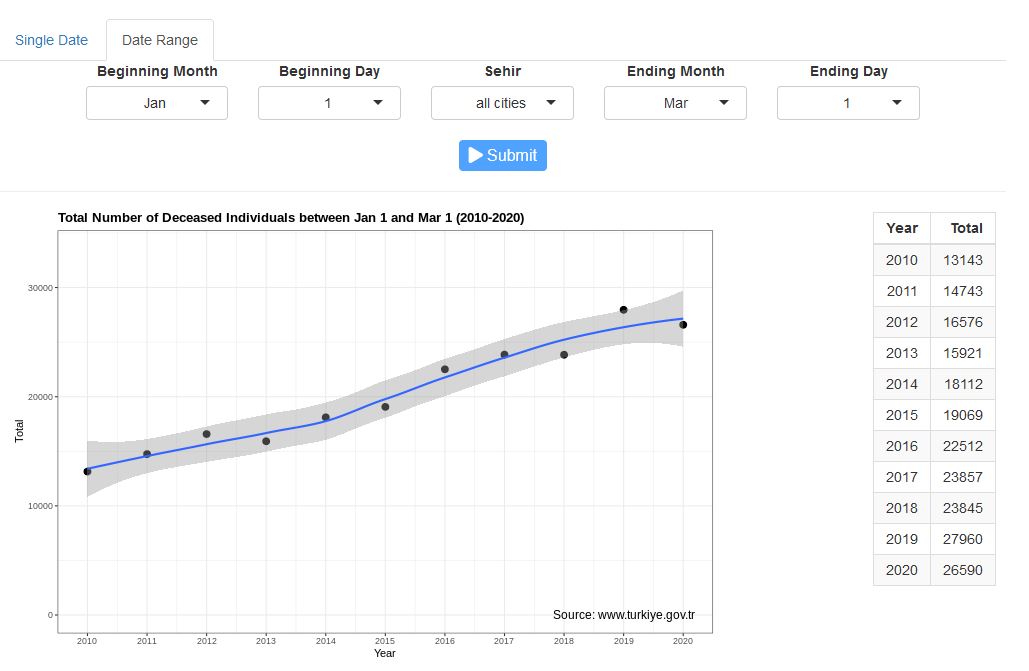 Single Date Date Range
Beginning Month Beginning Day Sehir Ending Month Ending Day
Jan 1 all cities Mar 1
Submit
Total Number of Deceased Individuals between Jan 1 and Mar 1 (2010-2020)
30000
20000
10000
0
Total
Source: www.turkiye.gov.tr
2010 2011 2012 2013 2014 2015 2016 2017 2018 2019 2020
Year
Year Total
2010 13143
2011 14743
2012 16576
2013 15921
2014 18112
2015 19069
2016 22512
2017 23857
2018 23845
2019 27960
2020 26590